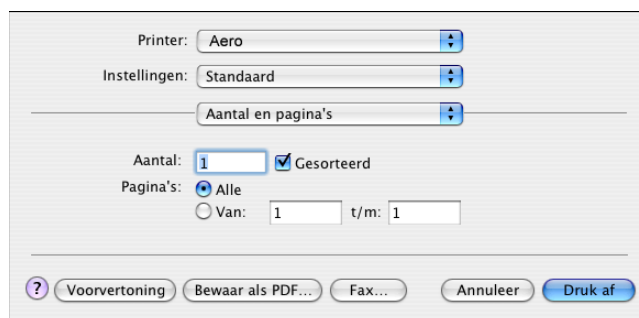 Printer: Aero
Instellingen: Standaard
Aantal en pagina's
Aantal: 1 Gesorteerd
Pagina's: Alle
Van: 1 t/m: 1
? Voorvertoning Bewaar als PDF... Fax... Annuleer Druk af